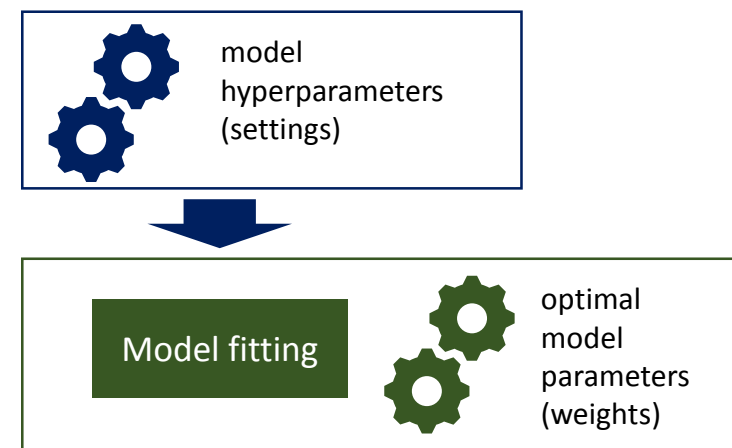 model
hyperparameters
(settings)
Model fitting
optimal
model
parameters
(weights)